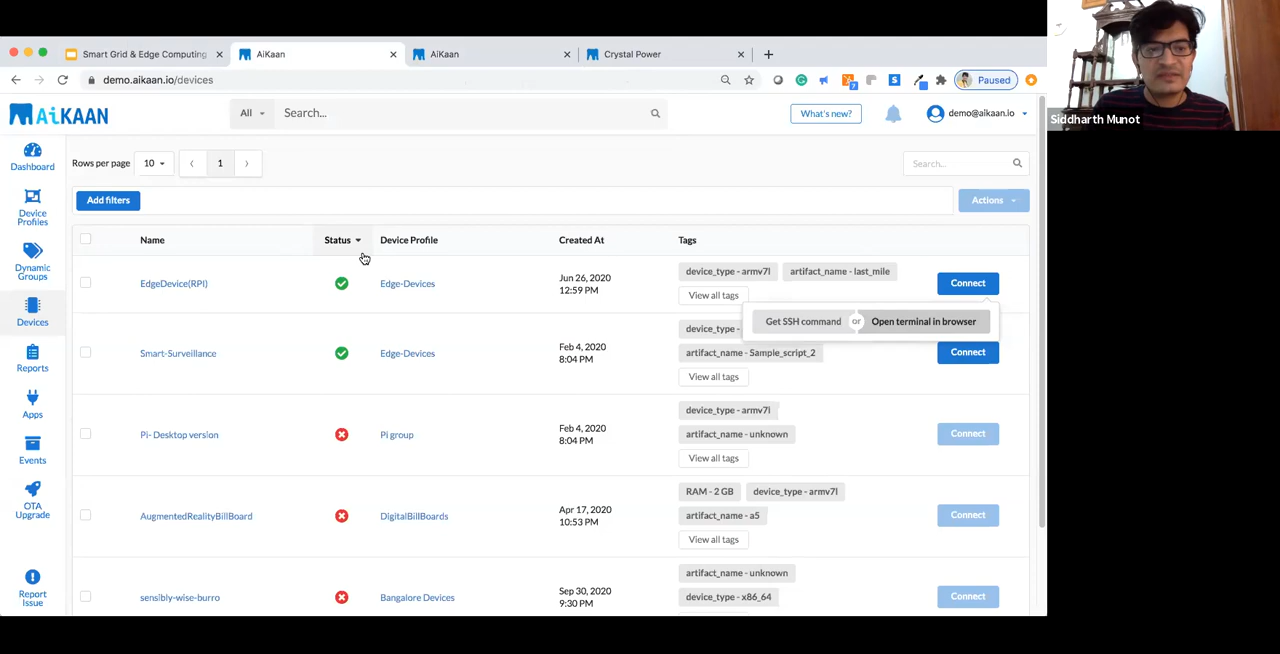 Smart Grid & Edge Computing
AiKaan
AiKaan
Crystal Power
demo.aikaan.io/devices
Paused
Siddharth Munot
AiKAAN
All
Search...
What's new?
demo@aikaan.io
Dashboard
Device
Profiles
Dynamic
Groups
Devices
Reports
Apps
Events
OTA
Upgrade
Report
Issue
Rows per page
10
1
Search...
Add filters
Actions
Name
Status
Device Profile
Created At
Tags
EdgeDevice(RPI)
Edge-Devices
Jun 26, 2020
12:59 PM
device_type - armv7l
artifact_name - last_mile
View all tags
Connect
Get SSH command
or
Open terminal in browser
Smart-Surveillance
Edge-Devices
Feb 4, 2020
8:04 PM
device_type -
artifact_name - Sample_script_2
View all tags
Connect
Pi- Desktop version
Pi group
Feb 4, 2020
8:04 PM
device_type - armv7l
artifact_name - unknown
View all tags
Connect
AugmentedRealityBillBoard
DigitalBillBoards
Apr 17, 2020
10:53 PM
RAM - 2 GB
device_type - armv7l
artifact_name - a5
View all tags
Connect
sensibly-wise-burro
Bangalore Devices
Sep 30, 2020
9:30 PM
artifact_name - unknown
device_type - x86_64
Connect